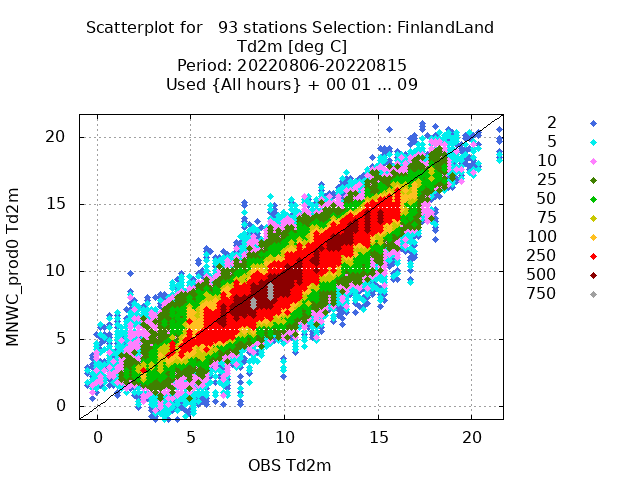 Scatterplot for   93 stations Selection: FinlandLand
Td2m [deg C]
Period: 20220806-20220815
Used {All hours} + 00 01 ... 09
MNWC_prod0 Td2m
20
15
10
5
0
0 5 10 15 20
OBS Td2m
2
5
10
25
50
75
100
250
500
750